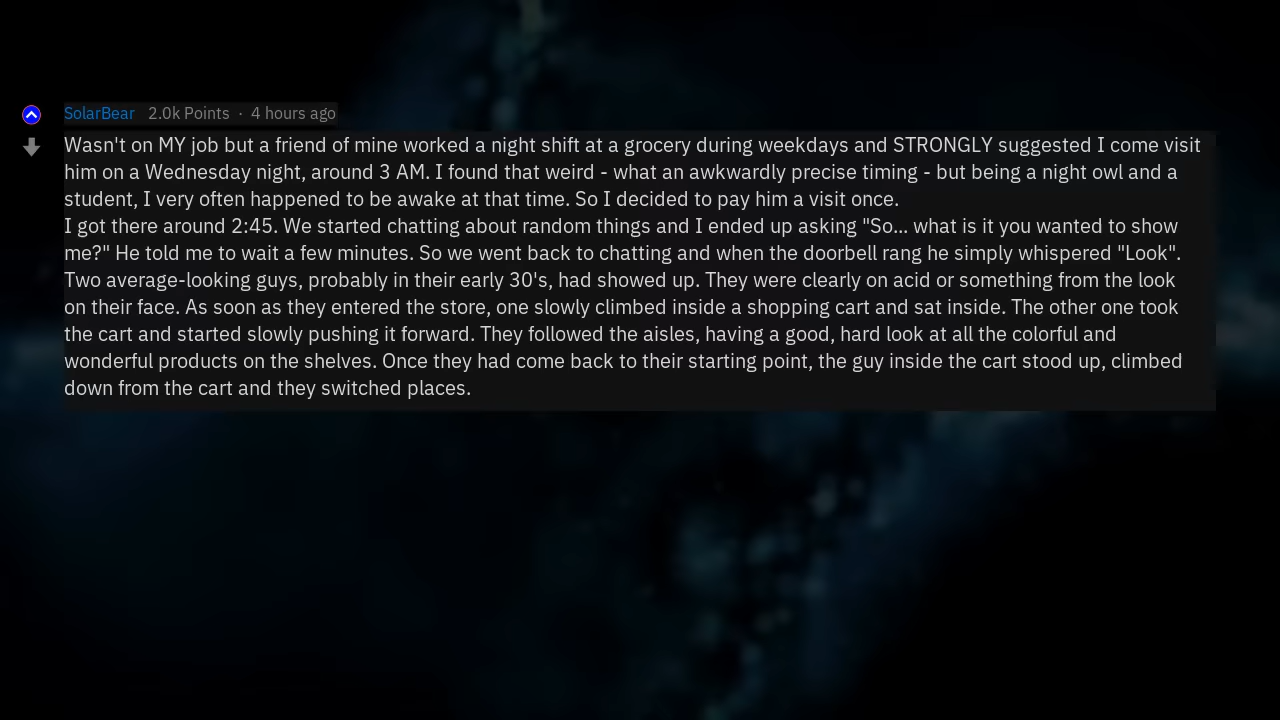 SolarBear 2.0k Points · 4 hours ago
Wasn't on MY job but a friend of mine worked a night shift at a grocery during weekdays and STRONGLY suggested I come visit
him on a Wednesday night, around 3 AM. I found that weird - what an awkwardly precise timing - but being a night owl and a
student, I very often happened to be awake at that time. So I decided to pay him a visit once.
I got there around 2:45. We started chatting about random things and I ended up asking "So... what is it you wanted to show
me?" He told me to wait a few minutes. So we went back to chatting and when the doorbell rang he simply whispered "Look".
Two average-looking guys, probably in their early 30's, had showed up. They were clearly on acid or something from the look
on their face. As soon as they entered the store, one slowly climbed inside a shopping cart and sat inside. The other one took
the cart and started slowly pushing it forward. They followed the aisles, having a good, hard look at all the colorful and
wonderful products on the shelves. Once they had come back to their starting point, the guy inside the cart stood up, climbed
down from the cart and they switched places.